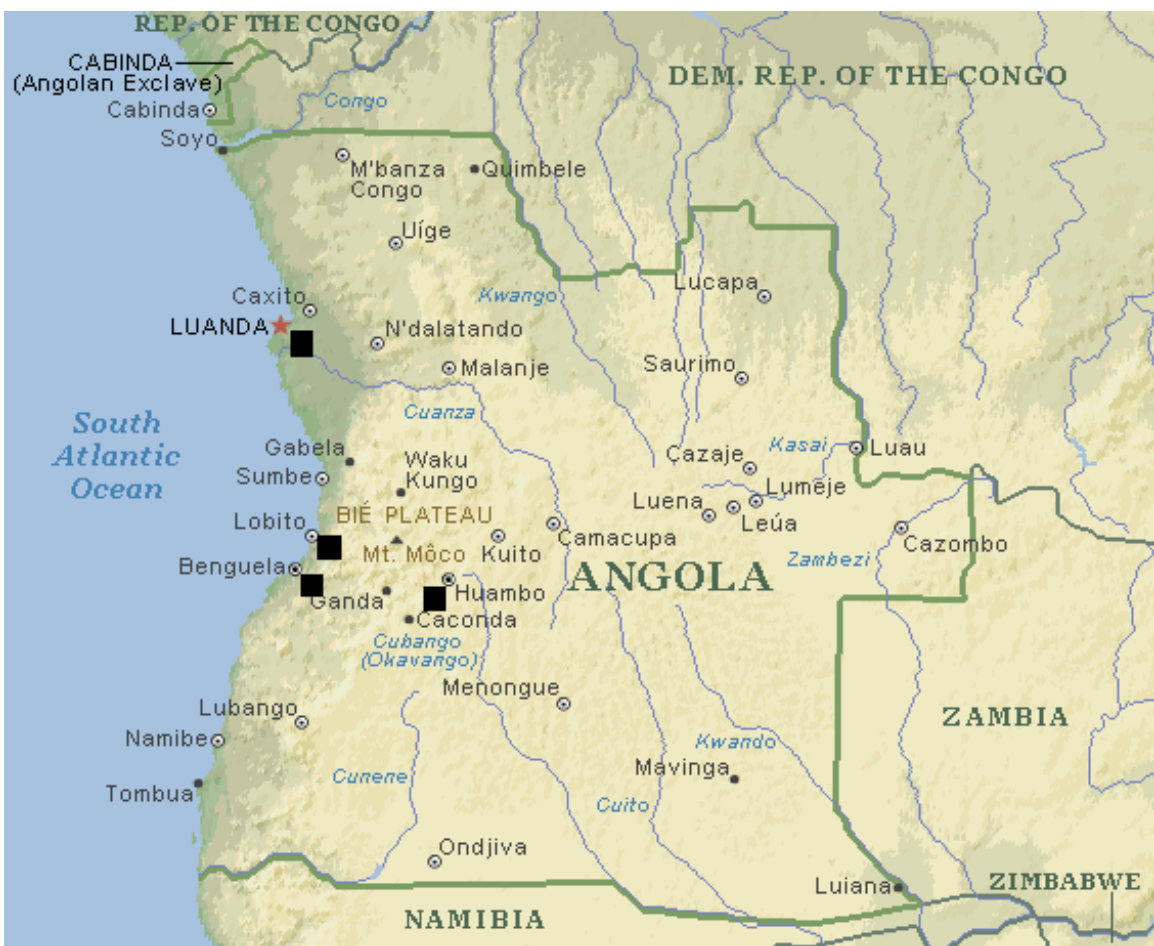 REP. OF THE CONGO
CABINDA
(Angolan Exclave)
DEM. REP. OF THE CONGO
Congo
Cabinda
Soyo
M'banza
Congo
Quimbele
Uíge
Lucapa
Kwango
Caxito
LUANDA
N'dalatando
Malanje
Saurimo
Cuanza
South
Atlantic
Ocean
Gabela
Kasai
Luau
Waku
Kungo
Cazaje
Sumbe
Lumeje
Luena
Leúa
Lobito
BIÉ PLATEAU
Camacupa
Cazombo
Mt. Môco
Kuito
Zambezi
Benguela
ANGOLA
Huambo
Ganda
Caconda
Cubango
(Okavango)
Menongue
Lubango
ZAMBIA
Namibe
Kwando
Mavinga
Cunene
Tombua
Cuito
Ondjiva
Luiana
ZIMBABWE
NAMIBIA